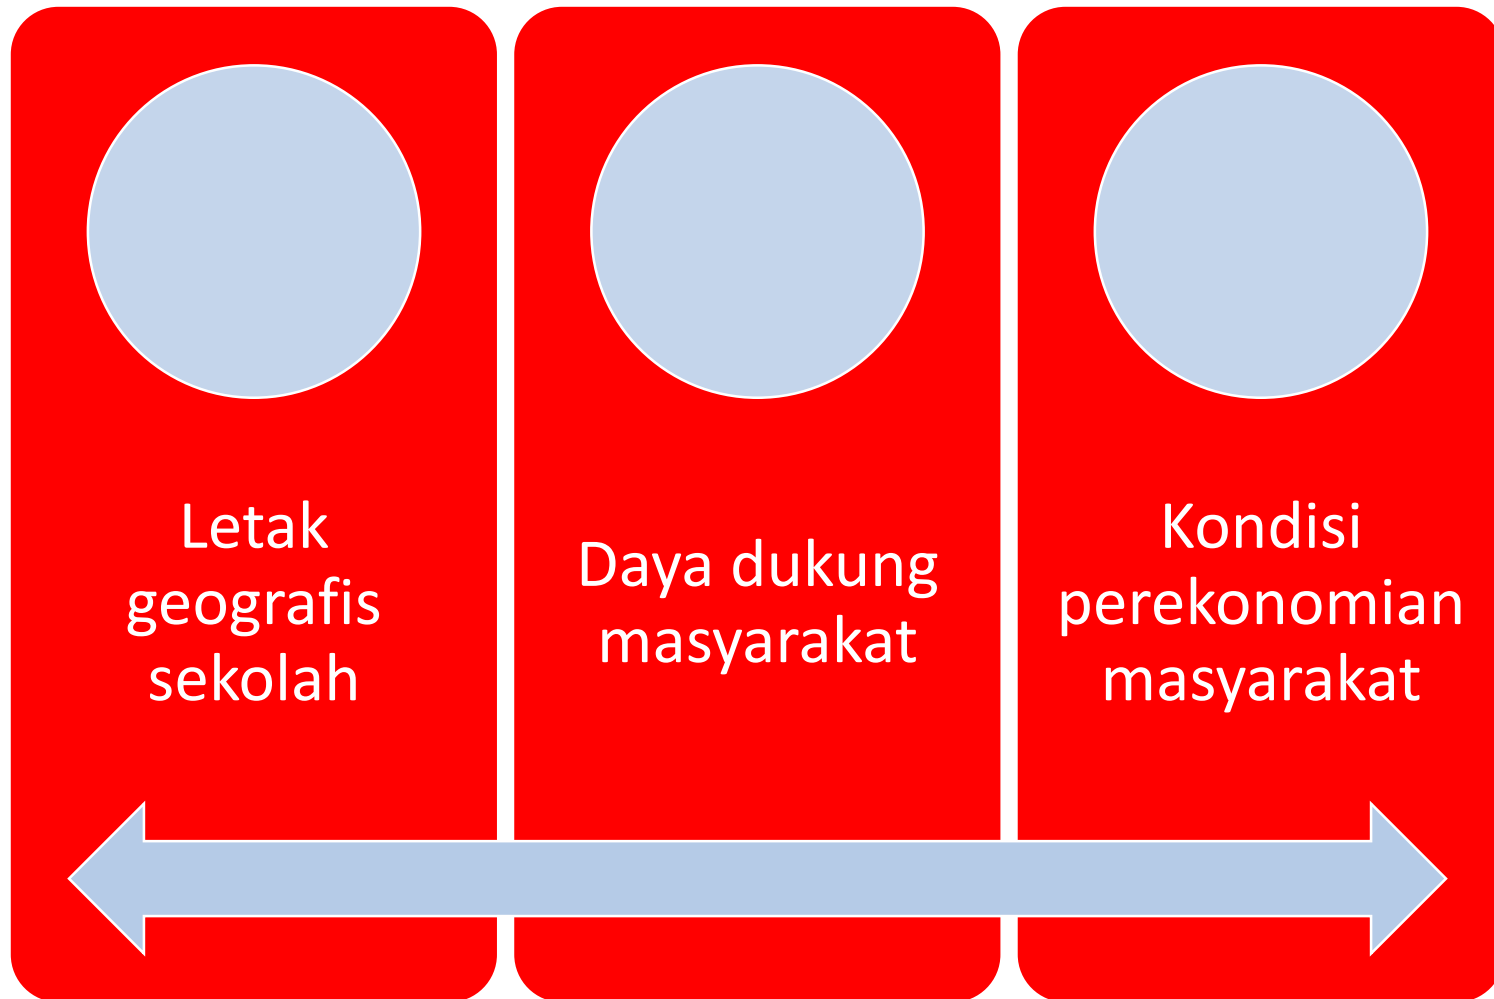 Letak
geografis
sekolah
Daya dukung
masyarakat
Kondisi
perekonomian
masyarakat